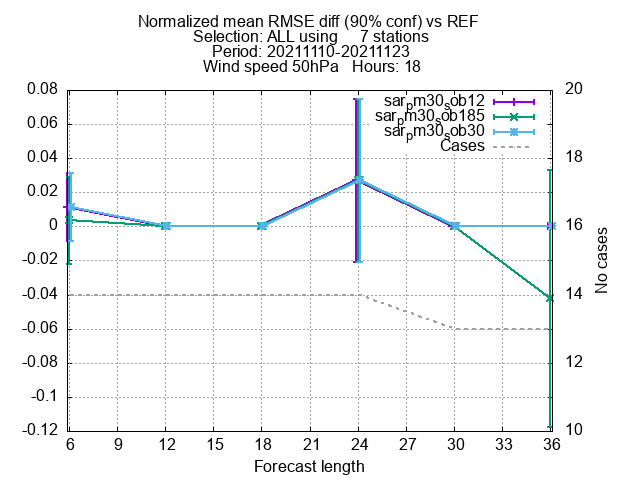 Normalized mean RMSE diff (90% conf) vs REF
Selection: ALL using     7 stations
Period: 20211110-20211123
Wind speed 50hPa   Hours: 18
sarpm30sob12
sarpm30sob185
sarpm30sob30
Cases
0.08
0.06
0.04
0.02
0
-0.02
-0.04
-0.06
-0.08
-0.1
-0.12
20
18
16
14
12
10
No cases
6 9 12 15 18 21 24 27 30 33 36
Forecast length